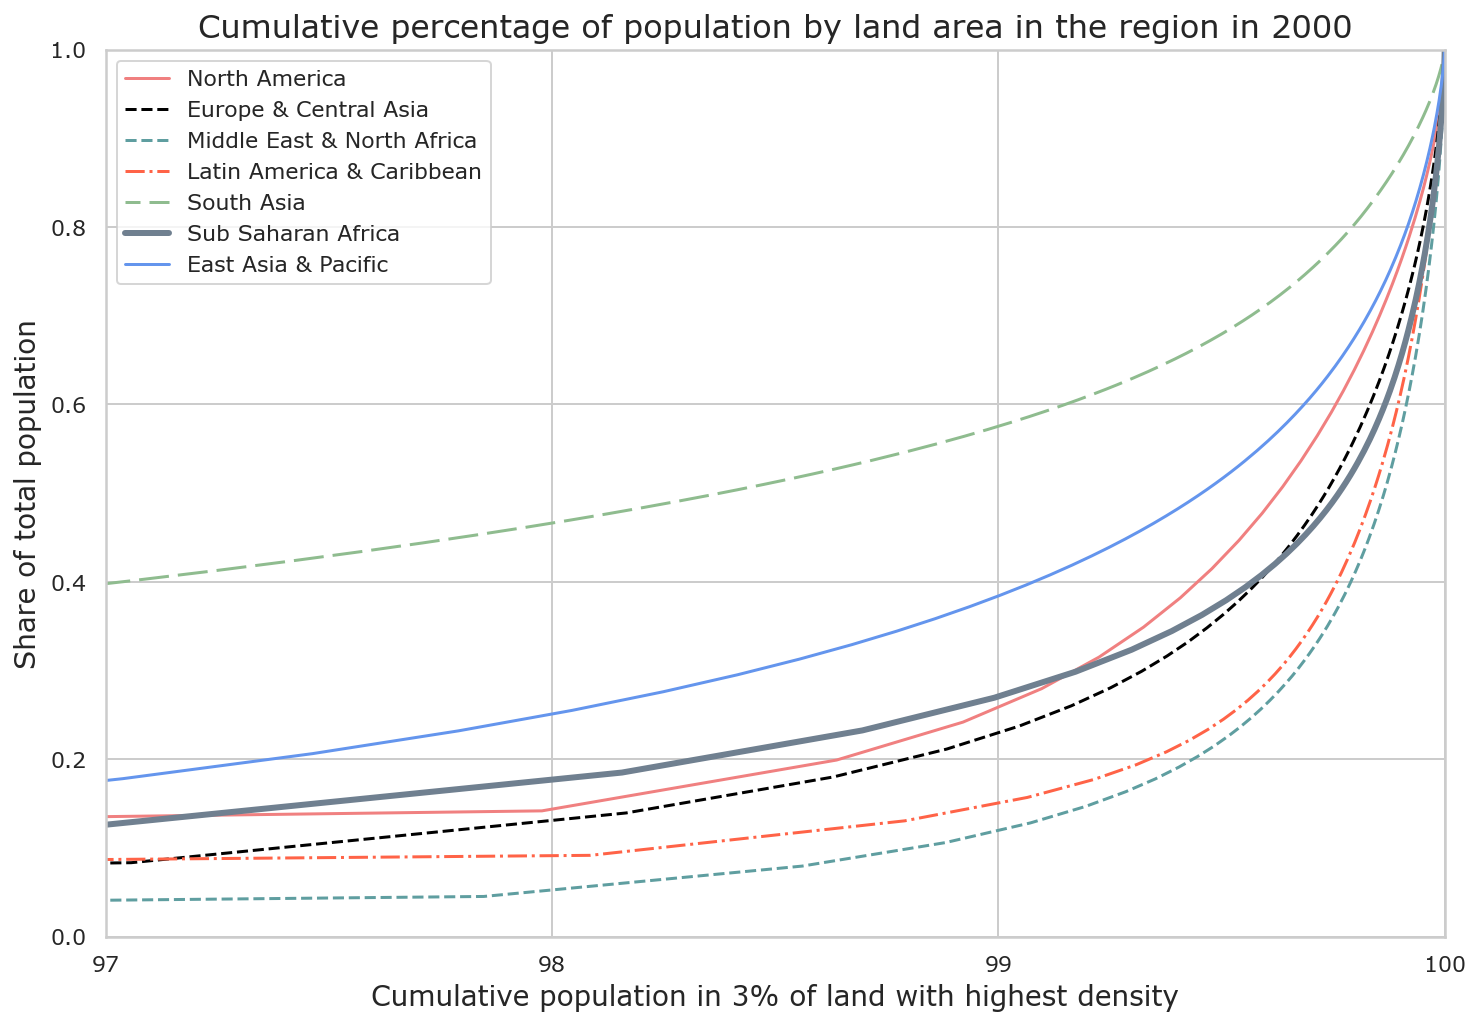 Cumulative percentage of population by land area in the region in 2000
1.0
0.8
0.6
0.4
0.2
0.0
Share of total population
North America
Europe & Central Asia
Middle East & North Africa
Latin America & Caribbean
South Asia
Sub Saharan Africa
East Asia & Pacific
97 98 99 100
Cumulative population in 3% of land with highest density